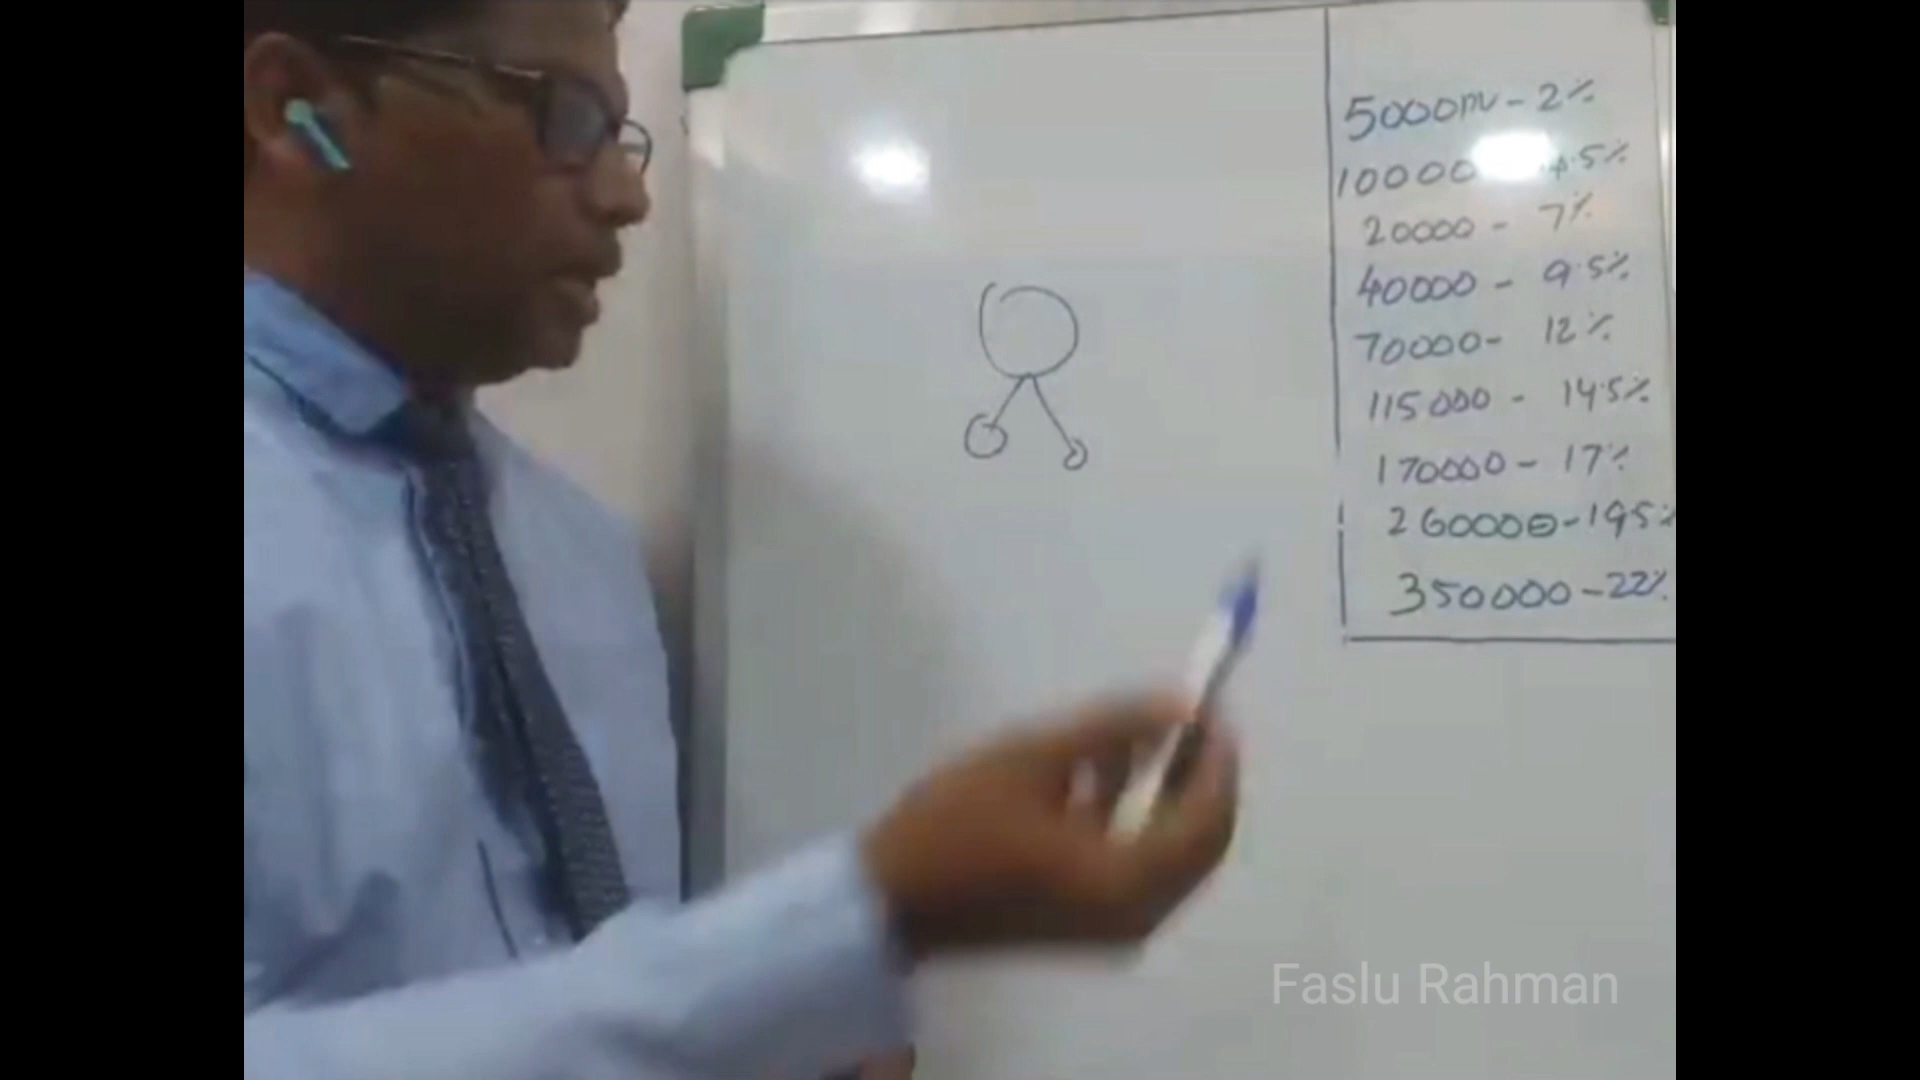 5000PV - 2%
10000 4.5%
20000 - 7%
40000 - 9.5%
70000 - 12%
115000 - 14.5%
170000 - 17%
260000 - 19.5%
350000 - 22%
Faslu Rahman